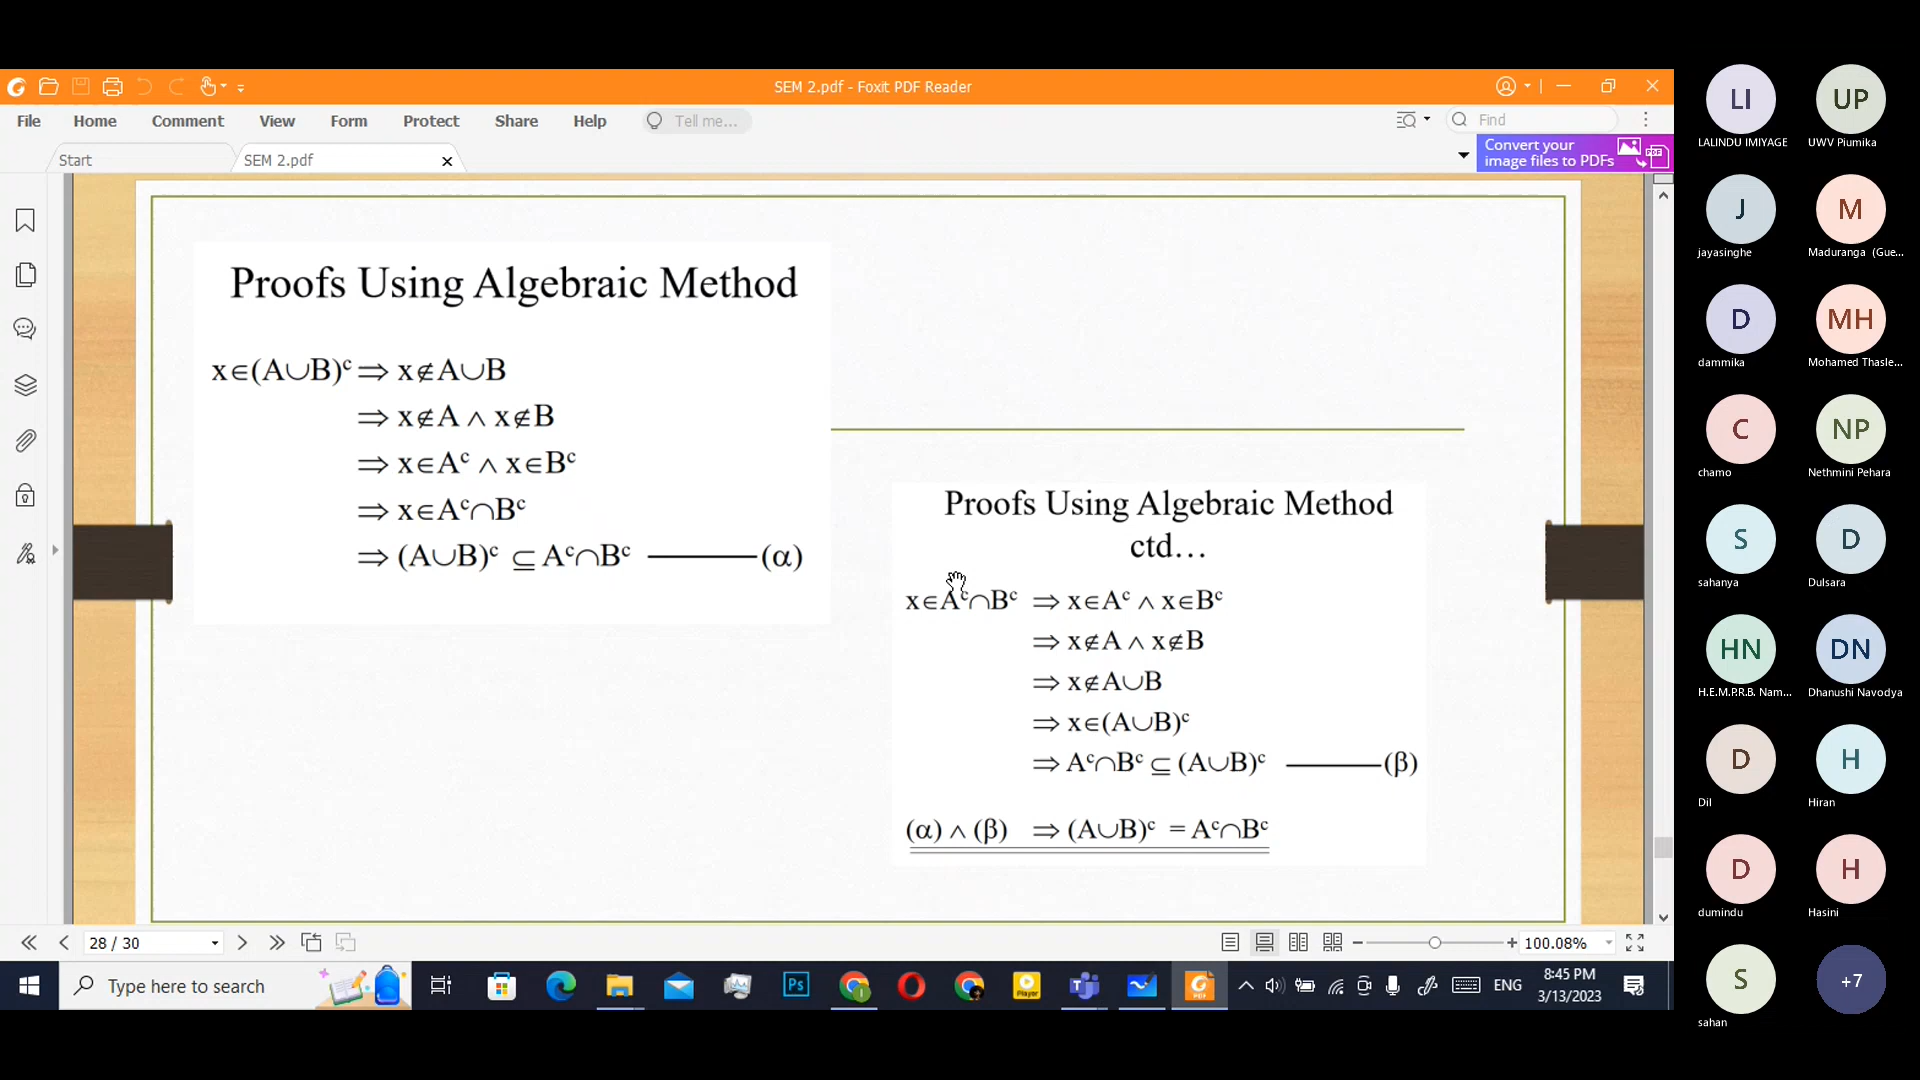 SEM 2.pdf - Foxit PDF Reader
File Home Comment View Form Protect Share Help Tell me... Find
Start SEM 2.pdf
Convert your
image files to PDFs
PDF
Proofs Using Algebraic Method
x∈(A∪B)ᶜ ⇒ x∉A∪B
⇒ x∉A ∧ x∉B
⇒ x∈Aᶜ ∧ x∈Bᶜ
⇒ x∈Aᶜ∩Bᶜ
⇒ (A∪B)ᶜ ⊆ Aᶜ∩Bᶜ ———— (α)
Proofs Using Algebraic Method
ctd…
x∈Aᶜ∩Bᶜ ⇒ x∈Aᶜ ∧ x∈Bᶜ
⇒ x∉A ∧ x∉B
⇒ x∉A∪B
⇒ x∈(A∪B)ᶜ
⇒ Aᶜ∩Bᶜ ⊆ (A∪B)ᶜ ———— (β)
(α) ∧ (β) ⇒ (A∪B)ᶜ = Aᶜ∩Bᶜ
28 / 30
100.08%
Type here to search
Ps
Player
PDF
ENG
8:45 PM
3/13/2023
LI UP
LALINDU IMIYAGE UWV Piumika
J M
jayasinghe Maduranga (Gue...
D MH
dammika Mohamed Thasle...
C NP
chamo Nethmini Pehara
S D
sahanya Dulsara
HN DN
H.E.M.P.R.B. Nam... Dhanushi Navodya
D H
Dil Hiran
D H
dumindu Hasini
S +7
sahan